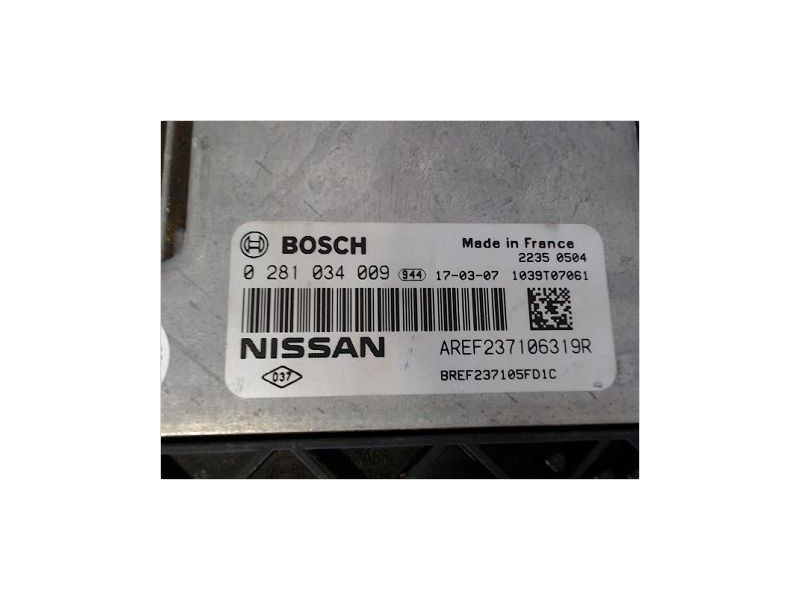 BOSCH
Made in France
2235 0504
0 281 034 009 944 17-03-07 1039T07061
NISSAN
AREF237106319R
037
BREF237105FD1C